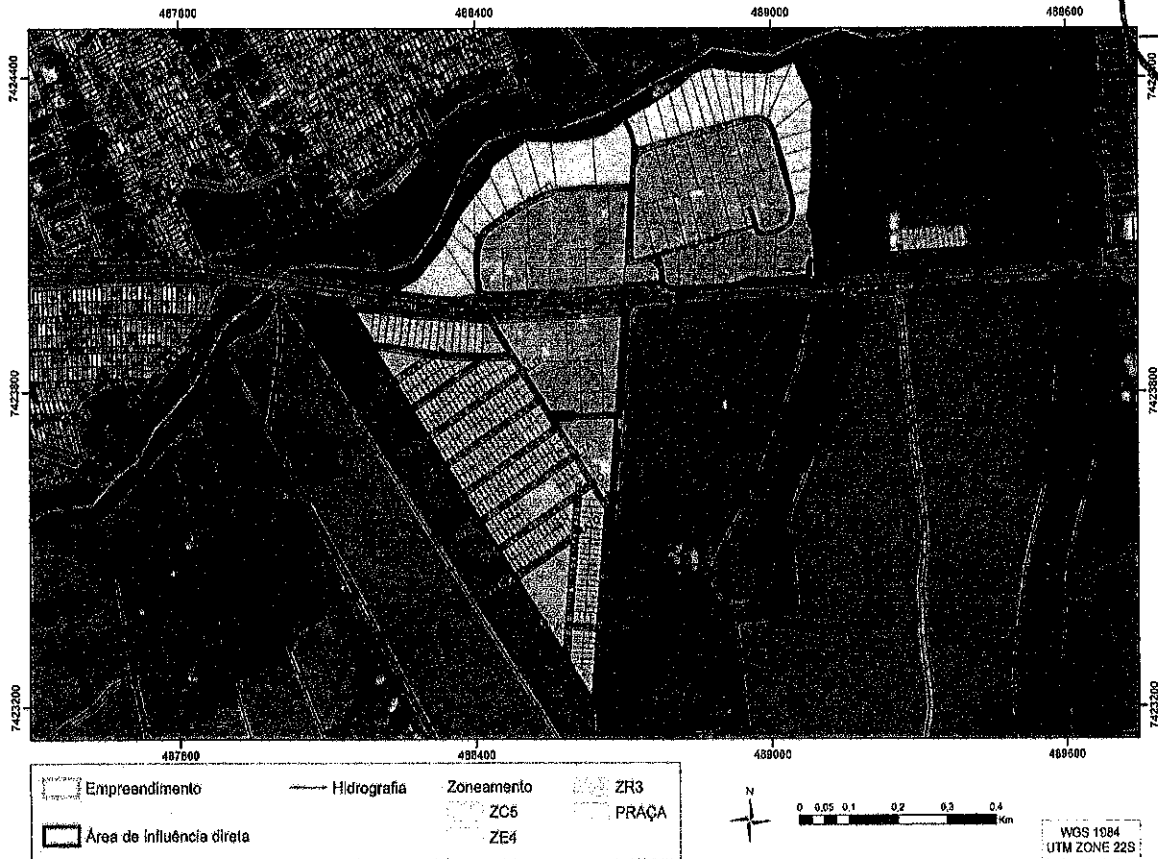 487800 488400 489000 489600
7424400
7424400
7423800
7423800
7423200
7423200
487800 488400 489000 489600
Empreendimento
Área de influência direta
Hidrografia
Zoneamento
ZC5
ZE4
ZR3
PRAÇA
N
0 0,05 0,1 0,2 0,3 0,4
Km
WGS 1984
UTM ZONE 22S